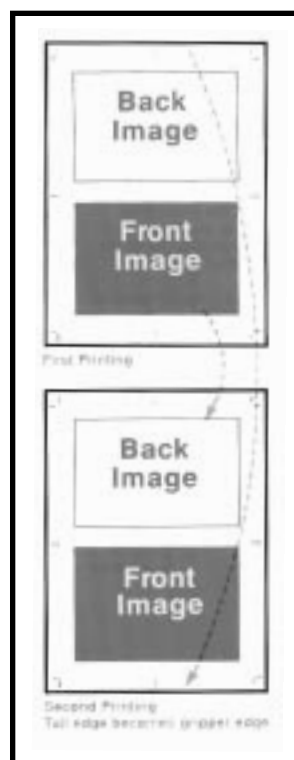 Back
Image
Front
Image
First Printing
Back
Image
Front
Image
Second Printing
Tail edge becomes gripper edge